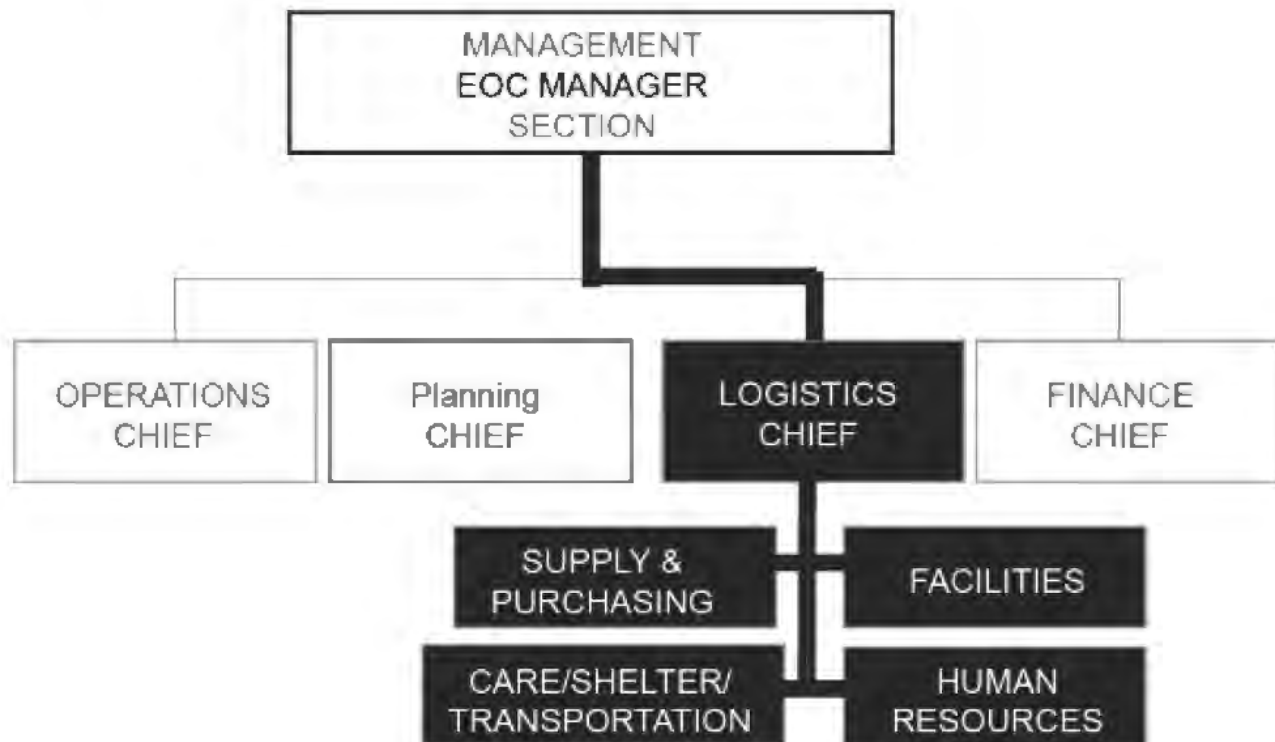 MANAGEMENT
EOC MANAGER
SECTION
OPERATIONS
CHIEF
Planning
CHIEF
LOGISTICS
CHIEF
FINANCE
CHIEF
SUPPLY &
PURCHASING
FACILITIES
CARE/SHELTER/
TRANSPORTATION
HUMAN
RESOURCES